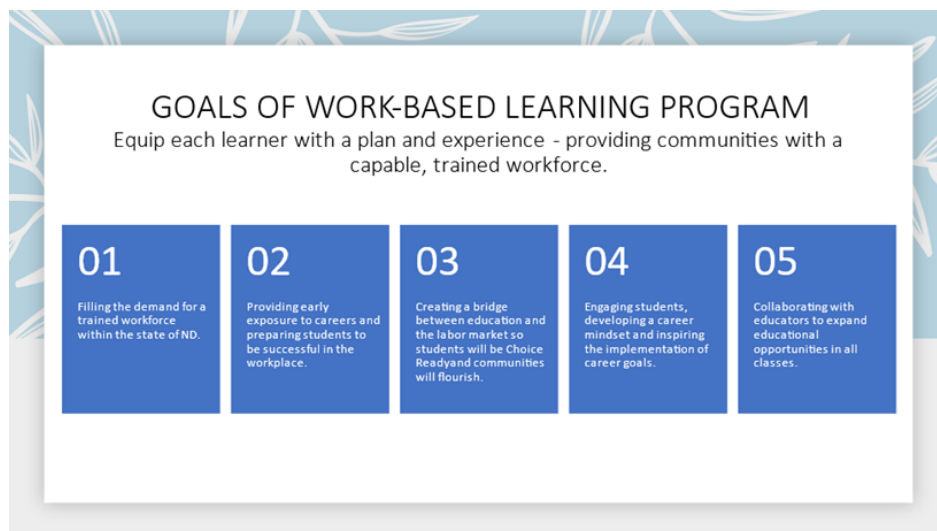 GOALS OF WORK-BASED LEARNING PROGRAM
Equip each learner with a plan and experience - providing communities with a
capable, trained workforce.
01
Filling the demand for a
trained workforce
within the state of ND.
02
Providing early
exposure to careers and
preparing students to
be successful in the
workplace.
03
Creating a bridge
between education and
the labor market so
students will be Choice
Readyand communities
will flourish.
04
Engaging students,
developing a career
mindset and inspiring
the implementation of
career goals.
05
Collaborating with
educators to expand
educational
opportunities in all
classes.